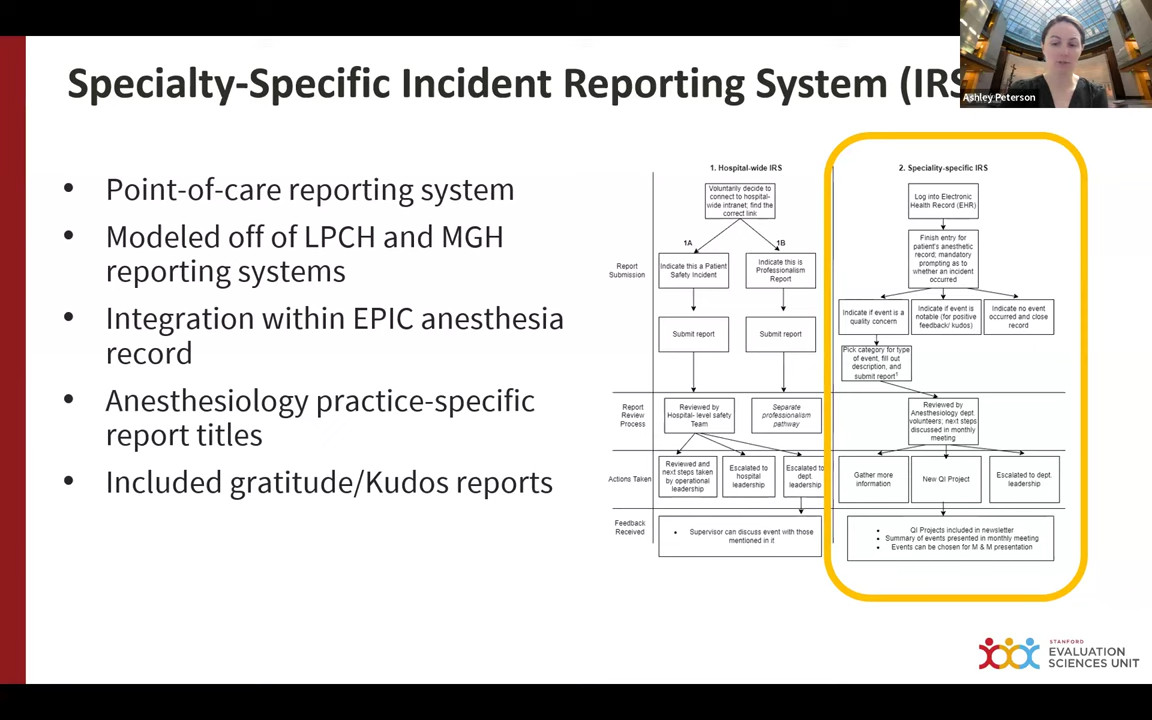 Specialty-Specific Incident Reporting System (IRS
Ashley Peterson
• Point-of-care reporting system
• Modeled off of LPCH and MGH
reporting systems
• Integration within EPIC anesthesia
record
• Anesthesiology practice-specific
report titles
• Included gratitude/Kudos reports
1. Hospital-wide IRS
Voluntarily decide to
connect to hospital-
wide intranet; find the
correct link
1A
1B
Report
Submission
Indicate this a Patient
Safety Incident
Indicate this is
Professionalism
Report
Submit report
Submit report
Report
Review
Process
Reviewed by
Hospital- level safety
Team
Separate
professionalism
pathway
Actions Taken
Reviewed and
next steps taken
by operational
leadership
Escalated to
hospital
leadership
Escalated to
dept.
leadership
Feedback
Received
• Supervisor can discuss event with those
mentioned in it
2. Speciality-specific IRS
Log into Electronic
Health Record (EHR)
Finish entry for
patient's anesthetic
record; mandatory
prompting as to
whether an incident
occurred
Indicate if event is a
quality concern
Indicate if event is
notable (for positive
feedback/ kudos)
Indicate no event
occurred and close
record
Pick category for type
of event, fill out
description, and
submit report¹
Reviewed by
Anesthesiology dept.
volunteers; next steps
discussed in monthly
meeting
Gather more
information
New QI Project
Escalated to dept.
leadership
• QI Projects included in newsletter
• Summary of events presented in monthly meeting
• Events can be chosen for M & M presentation
STANFORD
EVALUATION
SCIENCES UNIT